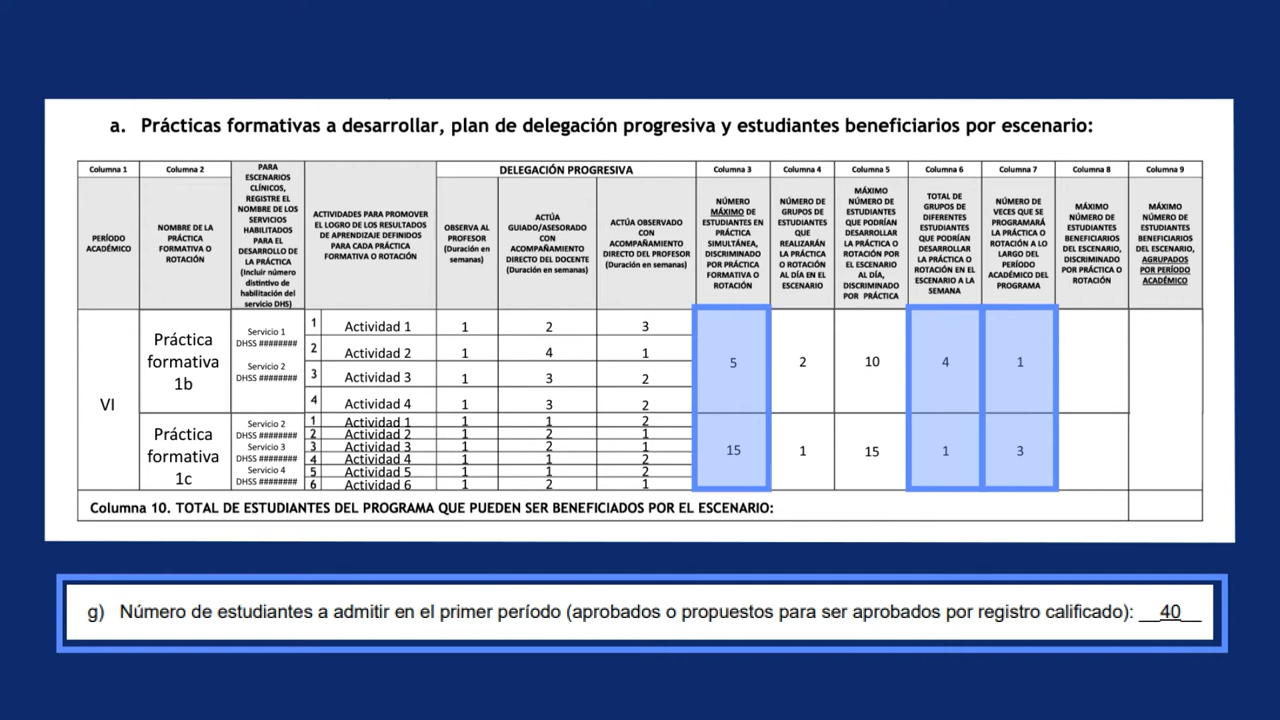 a. Prácticas formativas a desarrollar, plan de delegación progresiva y estudiantes beneficiarios por escenario:
Columna 1
PERÍODO
ACADÉMICO
Columna 2
NOMBRE DE LA
PRÁCTICA
FORMATIVA O
ROTACIÓN
PARA
ESCENARIOS
CLÍNICOS,
REGISTRE EL
NOMBRE DE LOS
SERVICIOS
HABILITADOS
PARA EL
DESARROLLO DE
LA PRÁCTICA
(Incluir número
distintivo de
habilitación del
servicio DHS)
ACTIVIDADES PARA PROMOVER
EL LOGRO DE LOS RESULTADOS
DE APRENDIZAJE DEFINIDOS
PARA CADA PRÁCTICA
FORMATIVA O ROTACIÓN
DELEGACIÓN PROGRESIVA
OBSERVA AL
PROFESOR
(Duración en
semanas)
ACTÚA
GUIADO/ASESORADO
CON
ACOMPAÑAMIENTO
DIRECTO DEL DOCENTE
(Duración en semanas)
ACTÚA OBSERVADO
CON
ACOMPAÑAMIENTO
DIRECTO DEL PROFESOR
(Duración en semanas)
Columna 3
NÚMERO
MÁXIMO DE
ESTUDIANTES EN
PRÁCTICA
SIMULTÁNEA,
DISCRIMINADO
POR PRÁCTICA
FORMATIVA O
ROTACIÓN
Columna 4
NÚMERO DE
GRUPOS DE
ESTUDIANTES
QUE
REALIZARÁN
LA PRÁCTICA
O ROTACIÓN
AL DÍA EN EL
ESCENARIO
Columna 5
MÁXIMO
NÚMERO DE
ESTUDIANTES
QUE PODRÍAN
DESARROLLAR
LA PRÁCTICA O
ROTACIÓN POR
EL ESCENARIO
AL DÍA,
DISCRIMINADO
POR PRÁCTICA
Columna 6
TOTAL DE
GRUPOS DE
DIFERENTES
ESTUDIANTES
QUE PODRÍAN
DESARROLLAR
LA PRÁCTICA O
ROTACIÓN EN EL
ESCENARIO A LA
SEMANA
Columna 7
NÚMERO DE
VECES QUE SE
PROGRAMARÁ
LA PRÁCTICA O
ROTACIÓN A LO
LARGO DEL
PERÍODO
ACADÉMICO DEL
PROGRAMA
Columna 8
MÁXIMO
NÚMERO DE
ESTUDIANTES
BENEFICIARIOS
DEL ESCENARIO,
DISCRIMINADO
POR PRÁCTICA O
ROTACIÓN
Columna 9
MÁXIMO
NÚMERO DE
ESTUDIANTES
BENEFICIARIOS
DEL ESCENARIO,
AGRUPADOS
POR PERÍODO
ACADÉMICO
VI
Práctica
formativa
1b
Servicio 1
DHSS ########
Servicio 2
DHSS ########
1 Actividad 1 1 2 3
2 Actividad 2 1 4 1
3 Actividad 3 1 3 2
4 Actividad 4 1 3 2
5 2 10 4 1
Práctica
formativa
1c
Servicio 2
DHSS ########
Servicio 3
DHSS ########
Servicio 4
DHSS ########
1 Actividad 1 1 1 2
2 Actividad 2 1 2 1
3 Actividad 3 1 2 1
4 Actividad 4 1 1 2
5 Actividad 5 1 1 2
6 Actividad 6 1 2 1
15 1 15 1 3
Columna 10. TOTAL DE ESTUDIANTES DEL PROGRAMA QUE PUEDEN SER BENEFICIADOS POR EL ESCENARIO:
g) Número de estudiantes a admitir en el primer período (aprobados o propuestos para ser aprobados por registro calificado): __40__